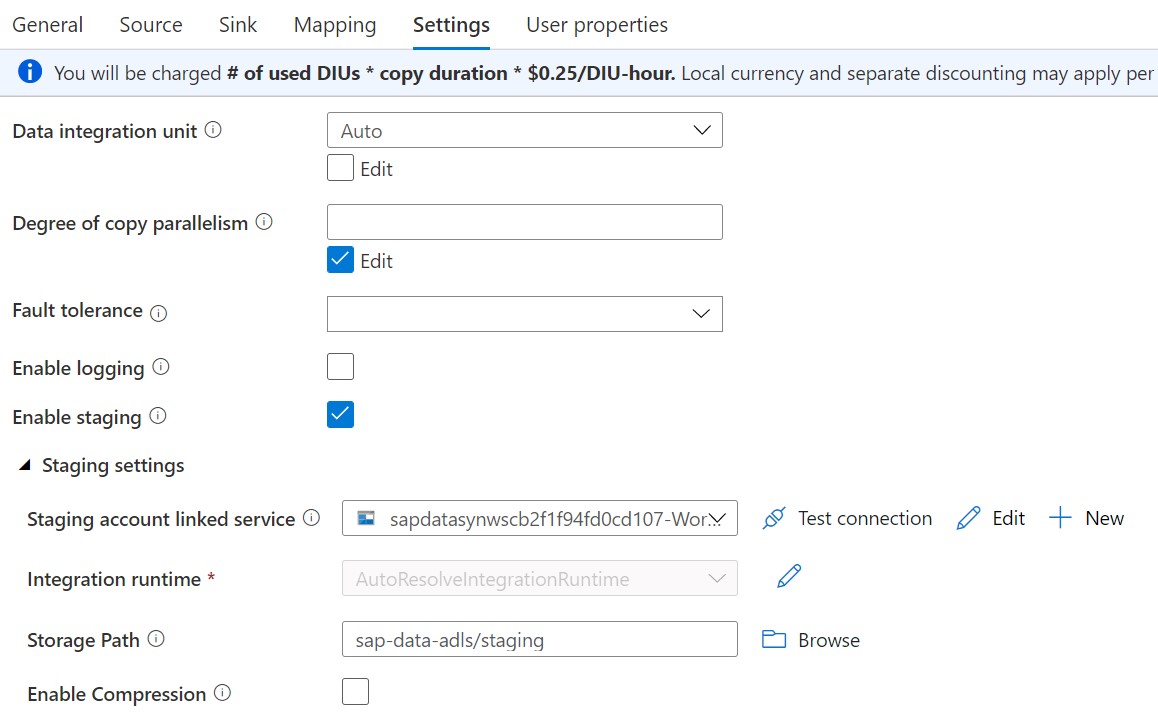 General Source Sink Mapping Settings User properties
You will be charged # of used DIUs * copy duration * $0.25/DIU-hour. Local currency and separate discounting may apply per
Data integration unit Auto
Edit
Degree of copy parallelism
Edit
Fault tolerance
Enable logging
Enable staging
Staging settings
Staging account linked service sapdatasynwscb2f1f94fd0cd107-Wor... Test connection Edit New
Integration runtime * AutoResolveIntegrationRuntime
Storage Path sap-data-adls/staging Browse
Enable Compression